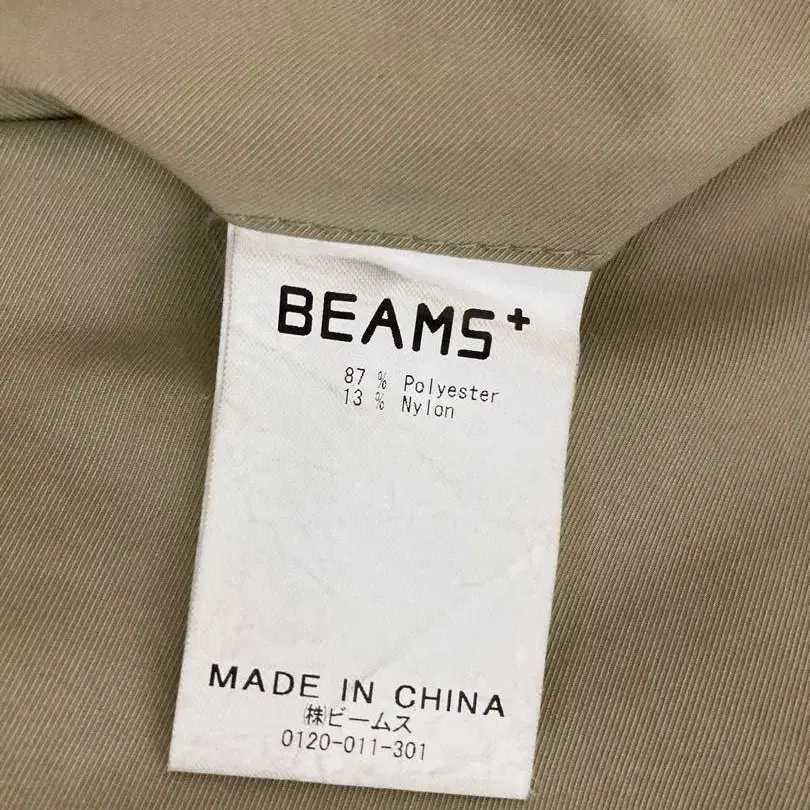 BEAMS+
87 % Polyester
13 % Nylon
MADE IN CHINA
㈱ビームス
0120-011-301